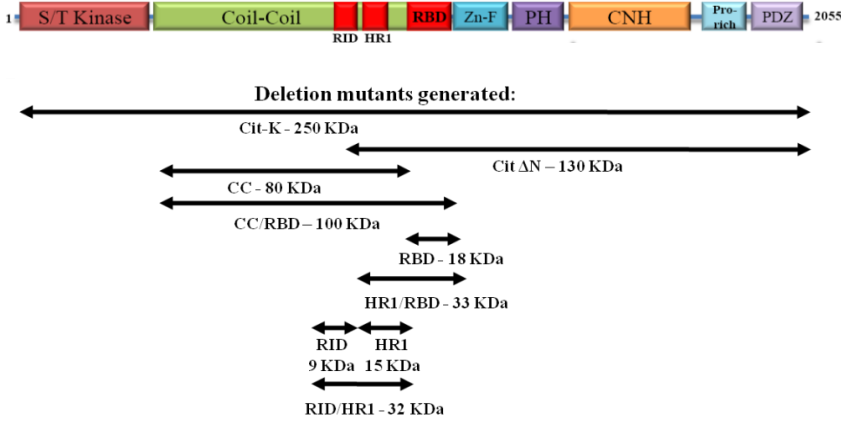 1 S/T Kinase Coil-Coil RBD Zn-F PH CNH Pro-rich PDZ 2055
RID HR1
Deletion mutants generated:
Cit-K - 250 KDa
Cit ΔN – 130 KDa
CC - 80 KDa
CC/RBD – 100 KDa
RBD - 18 KDa
HR1/RBD - 33 KDa
RID HR1
9 KDa 15 KDa
RID/HR1 - 32 KDa